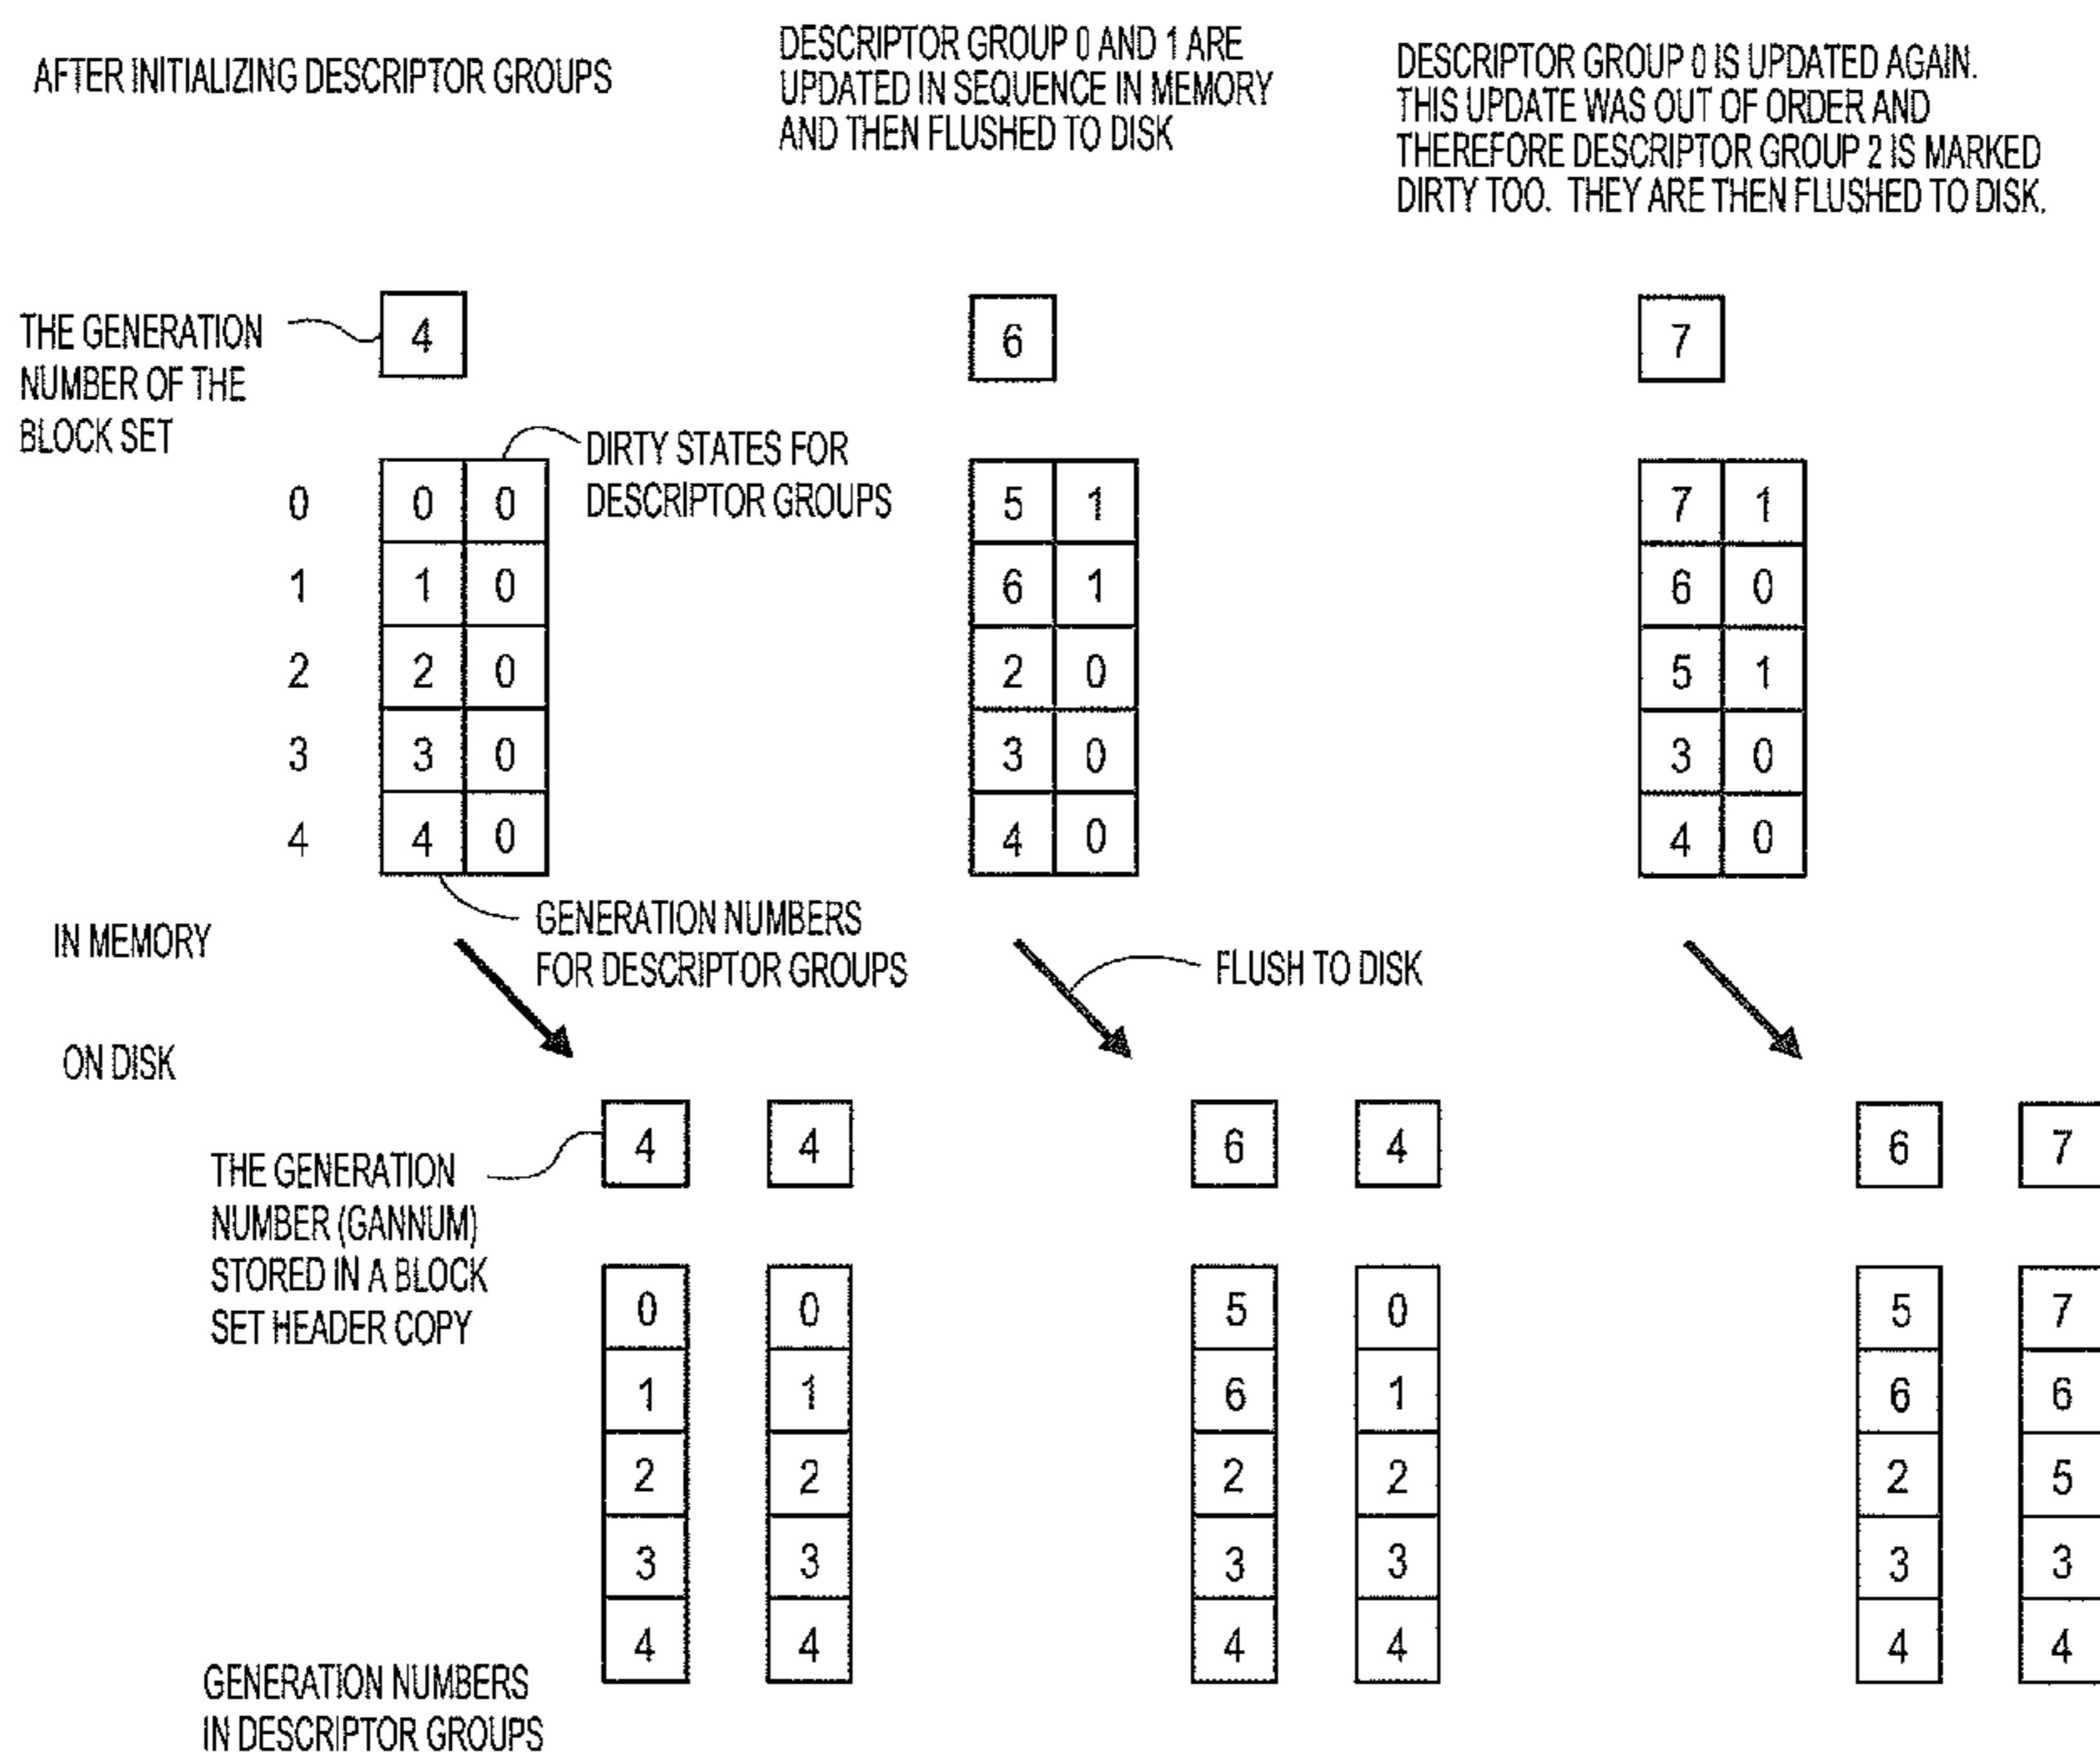 AFTER INITIALIZING DESCRIPTOR GROUPS
DESCRIPTOR GROUP 0 AND 1 ARE
UPDATED IN SEQUENCE IN MEMORY
AND THEN FLUSHED TO DISK
DESCRIPTOR GROUP 0 IS UPDATED AGAIN.
THIS UPDATE WAS OUT OF ORDER AND
THEREFORE DESCRIPTOR GROUP 2 IS MARKED
DIRTY TOO. THEY ARE THEN FLUSHED TO DISK.
THE GENERATION
NUMBER OF THE
BLOCK SET
4
6
7
DIRTY STATES FOR
DESCRIPTOR GROUPS
0 0 0 5 1 7 1
1 1 0 6 1 6 0
2 2 0 2 0 5 1
3 3 0 3 0 3 0
4 4 0 4 0 4 0
GENERATION NUMBERS
FOR DESCRIPTOR GROUPS
IN MEMORY
FLUSH TO DISK
ON DISK
4 4 6 4 6 7
THE GENERATION
NUMBER (GANNUM)
STORED IN A BLOCK
SET HEADER COPY
0 0 5 0 5 7
1 1 6 1 6 6
2 2 2 2 2 5
3 3 3 3 3 3
4 4 4 4 4 4
GENERATION NUMBERS
IN DESCRIPTOR GROUPS